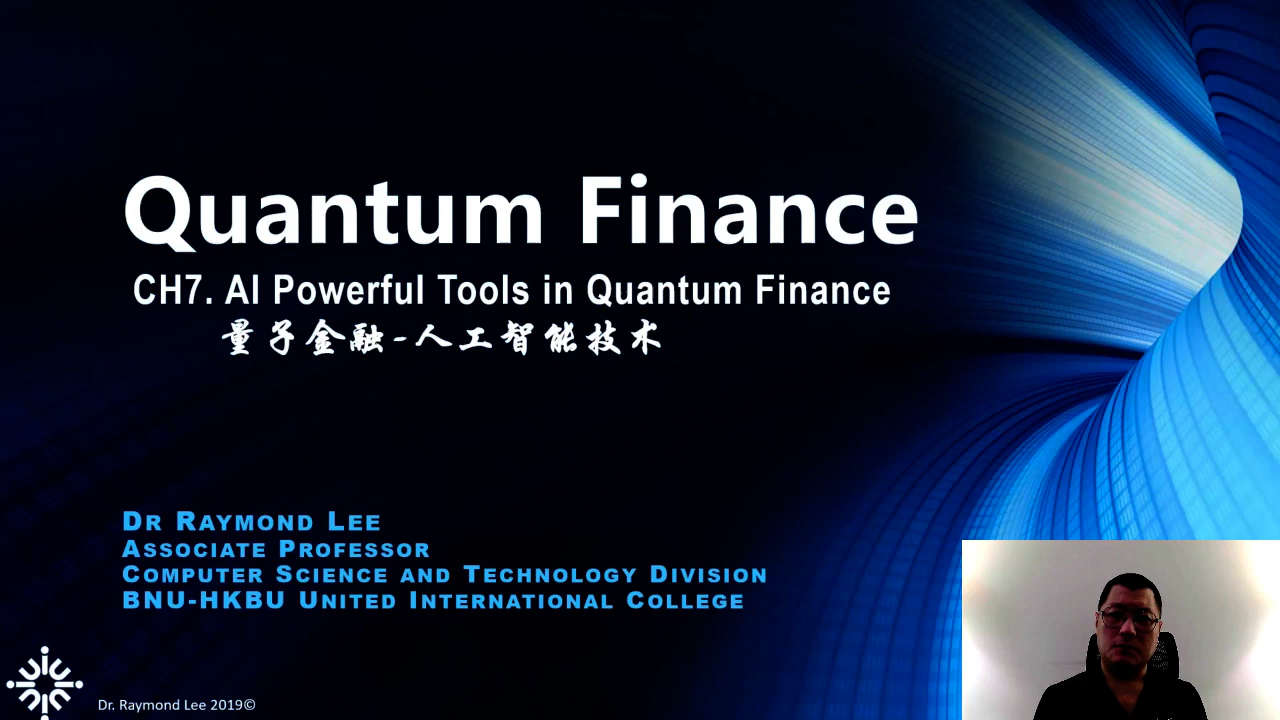 Quantum Finance
CH7. AI Powerful Tools in Quantum Finance
量子金融-人工智能技术
DR RAYMOND LEE
ASSOCIATE PROFESSOR
COMPUTER SCIENCE AND TECHNOLOGY DIVISION
BNU-HKBU UNITED INTERNATIONAL COLLEGE
Dr. Raymond Lee 2019©